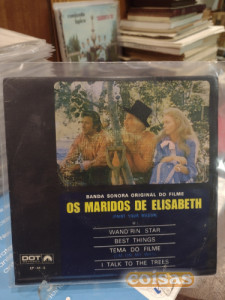 BANDA SONORA ORIGINAL DO FILME
OS MARIDOS DE ELISABETH
WAND'RIN STAR
BEST THINGS
TEMA DO FILME
I TALK TO THE TREES
DOT
coisas